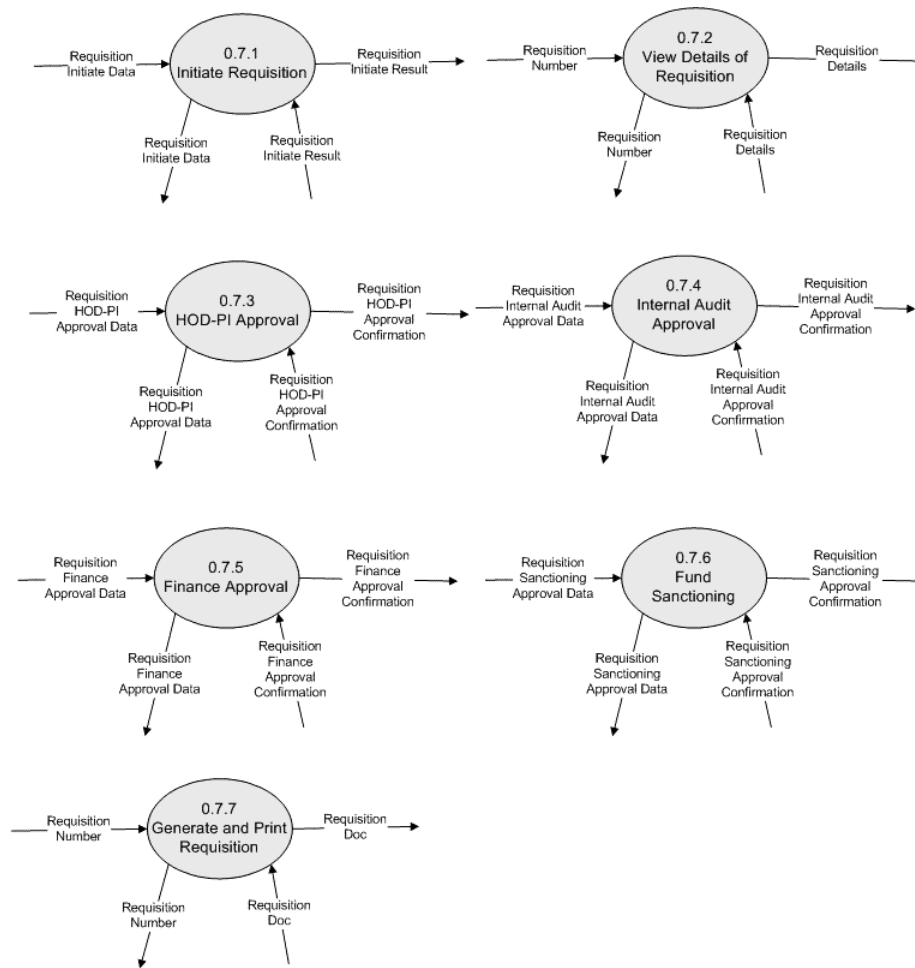 Requisition
Initiate Data
0.7.1
Initiate Requisition
Requisition
Initiate Result
Requisition
Initiate Data
Requisition
Initiate Result
Requisition
Number
0.7.2
View Details of
Requisition
Requisition
Details
Requisition
Number
Requisition
Details
Requisition
HOD-PI
Approval Data
0.7.3
HOD-PI Approval
Requisition
HOD-PI
Approval
Confirmation
Requisition
HOD-PI
Approval Data
Requisition
HOD-PI
Approval
Confirmation
Requisition
Internal Audit
Approval Data
0.7.4
Internal Audit
Approval
Requisition
Internal Audit
Approval
Confirmation
Requisition
Internal Audit
Approval Data
Requisition
Internal Audit
Approval
Confirmation
Requisition
Finance
Approval Data
0.7.5
Finance Approval
Requisition
Finance
Approval
Confirmation
Requisition
Finance
Approval Data
Requisition
Finance
Approval
Confirmation
Requisition
Sanctioning
Approval Data
0.7.6
Fund
Sanctioning
Requisition
Sanctioning
Approval
Confirmation
Requisition
Sanctioning
Approval Data
Requisition
Sanctioning
Approval
Confirmation
Requisition
Number
0.7.7
Generate and Print
Requisition
Requisition
Doc
Requisition
Number
Requisition
Doc